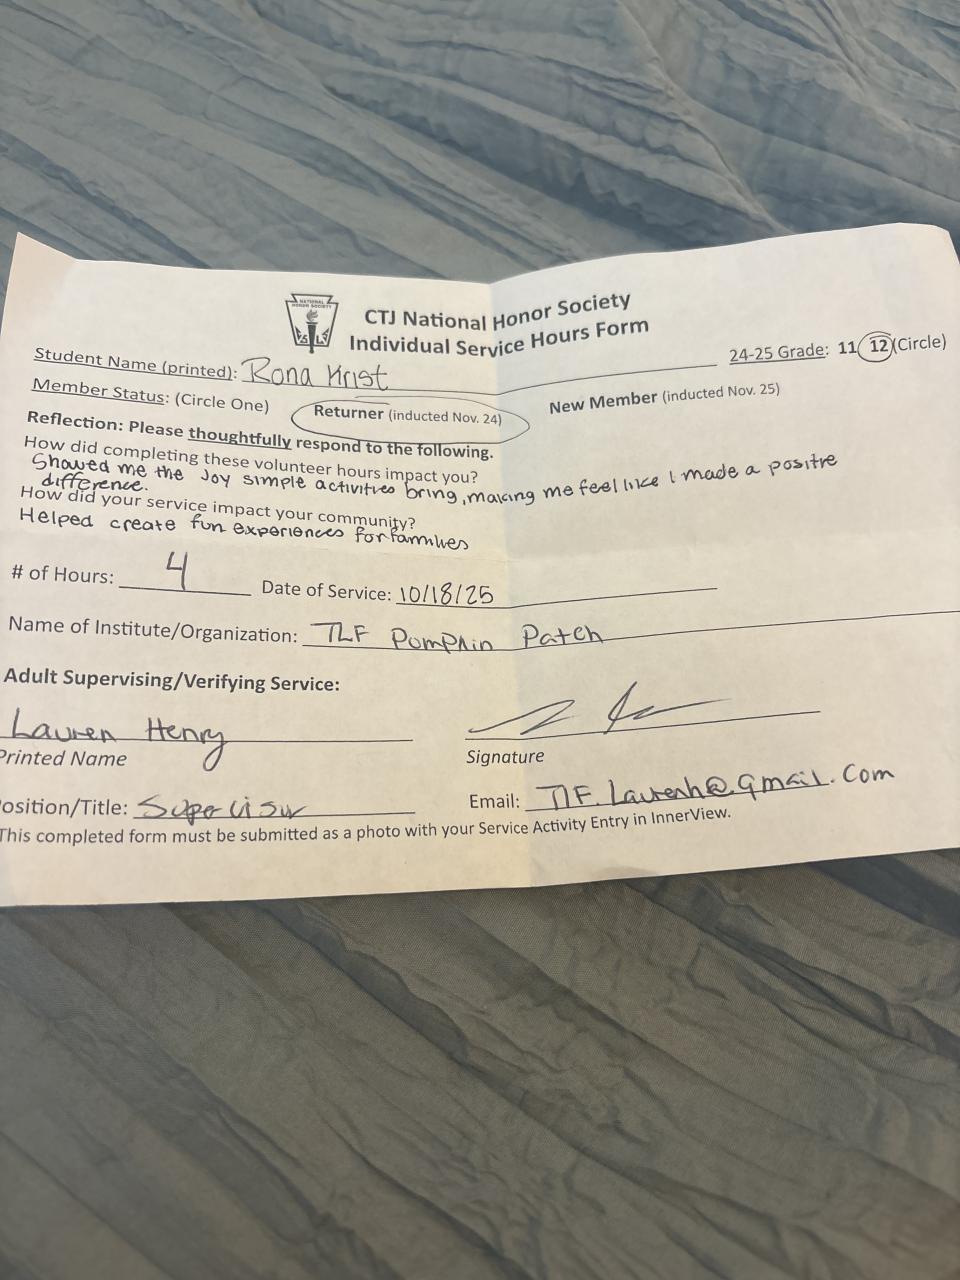 NATIONAL
HONOR SOCIETY
CTJ National Honor Society
Individual Service Hours Form
Student Name (printed): Rona Krist
24-25 Grade: 11 12 (Circle)
Member Status: (Circle One) Returner (inducted Nov. 24) New Member (inducted Nov. 25)
Reflection: Please thoughtfully respond to the following.
How did completing these volunteer hours impact you?
Showed me the joy simple activities bring, making me feel like I made a positive
difference.
How did your service impact your community?
Helped create fun experiences for families
# of Hours: 4 Date of Service: 10/18/25
Name of Institute/Organization: TLF Pumpkin Patch
Adult Supervising/Verifying Service:
Lauren Henry
Printed Name Signature
osition/Title: Supervisor Email: TLF.Laurenh@gmail.com
This completed form must be submitted as a photo with your Service Activity Entry in InnerView.